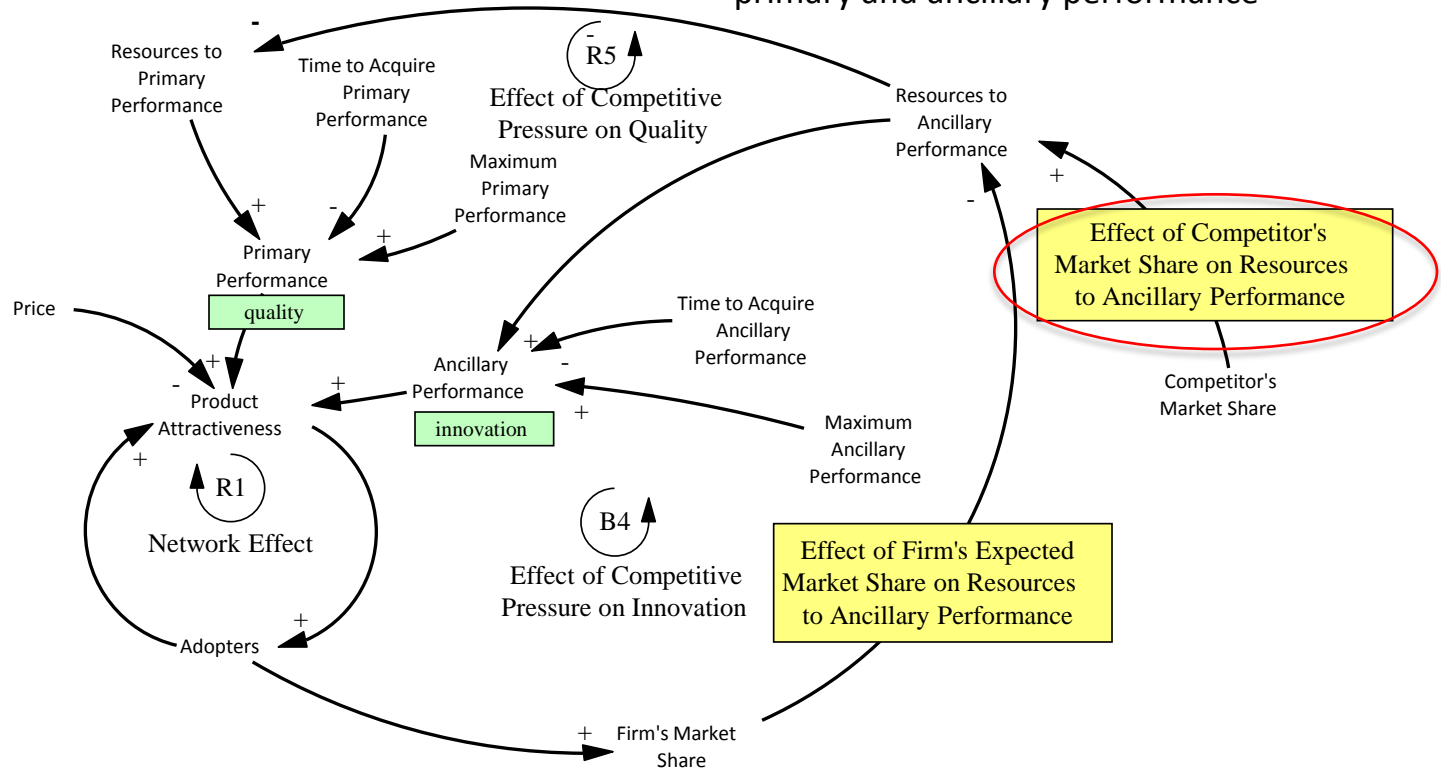 primary and ancillary performance
-
Resources to
Primary
Performance
Time to Acquire
Primary
Performance
-
R5
Effect of Competitive
Pressure on Quality
Resources to
Ancillary
Performance
Maximum
Primary
Performance
+
-
+
+
-
Effect of Competitor's
Market Share on Resources
to Ancillary Performance
Primary
Performance
quality
Price
Time to Acquire
Ancillary
Performance
+
-
+
-
+
Ancillary
Performance
innovation
+
Competitor's
Market Share
Product
Attractiveness
+
Maximum
Ancillary
Performance
R1
Network Effect
B4
Effect of Competitive
Pressure on Innovation
Effect of Firm's Expected
Market Share on Resources
to Ancillary Performance
+
Adopters
+
Firm's Market
Share